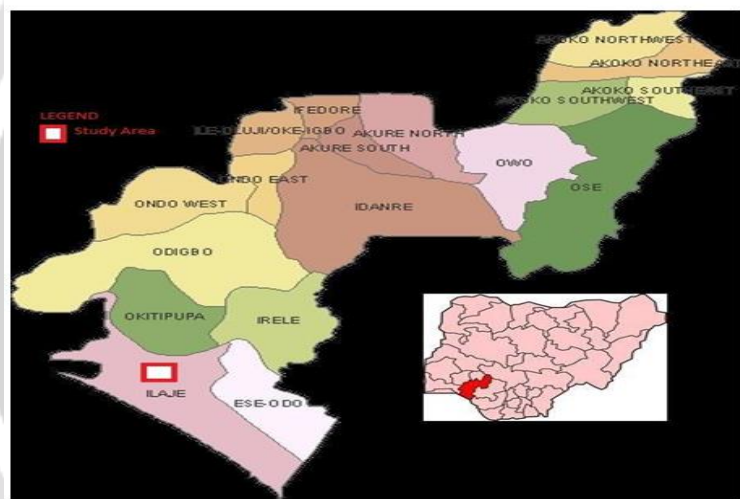 AKOKO NORTHWEST
AKOKO NORTHEAST
AKOKO SOUTHEAST
AKOKO SOUTHWEST
LEGEND
Study Area
IFEDORE
ILE-OLUJI/OKE-IGBO
AKURE NORTH
AKURE SOUTH
OWO
OSE
ONDO EAST
ONDO WEST
IDANRE
ODIGBO
OKITIPUPA
IRELE
ILAJE
ESE-ODO